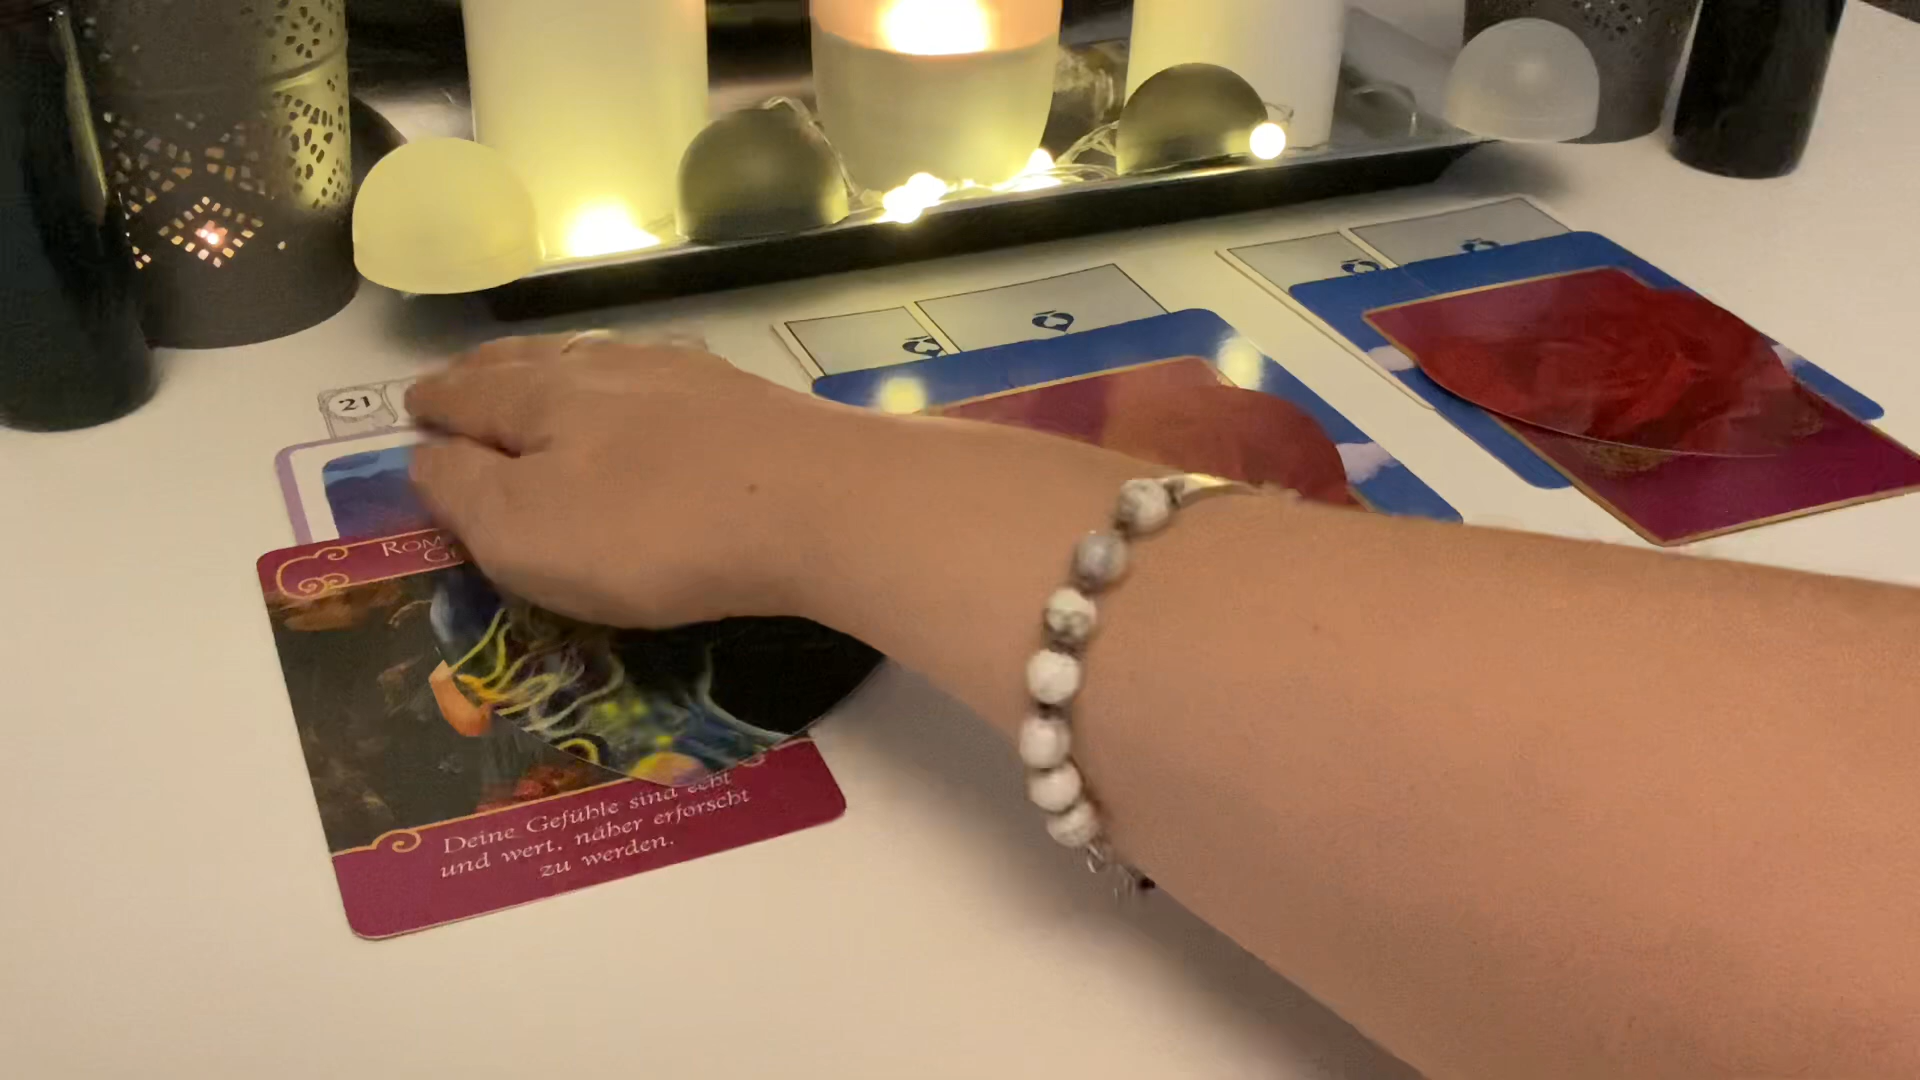 21
Deine Gefühle sind echt
und wert, näher erforscht
zu werden.